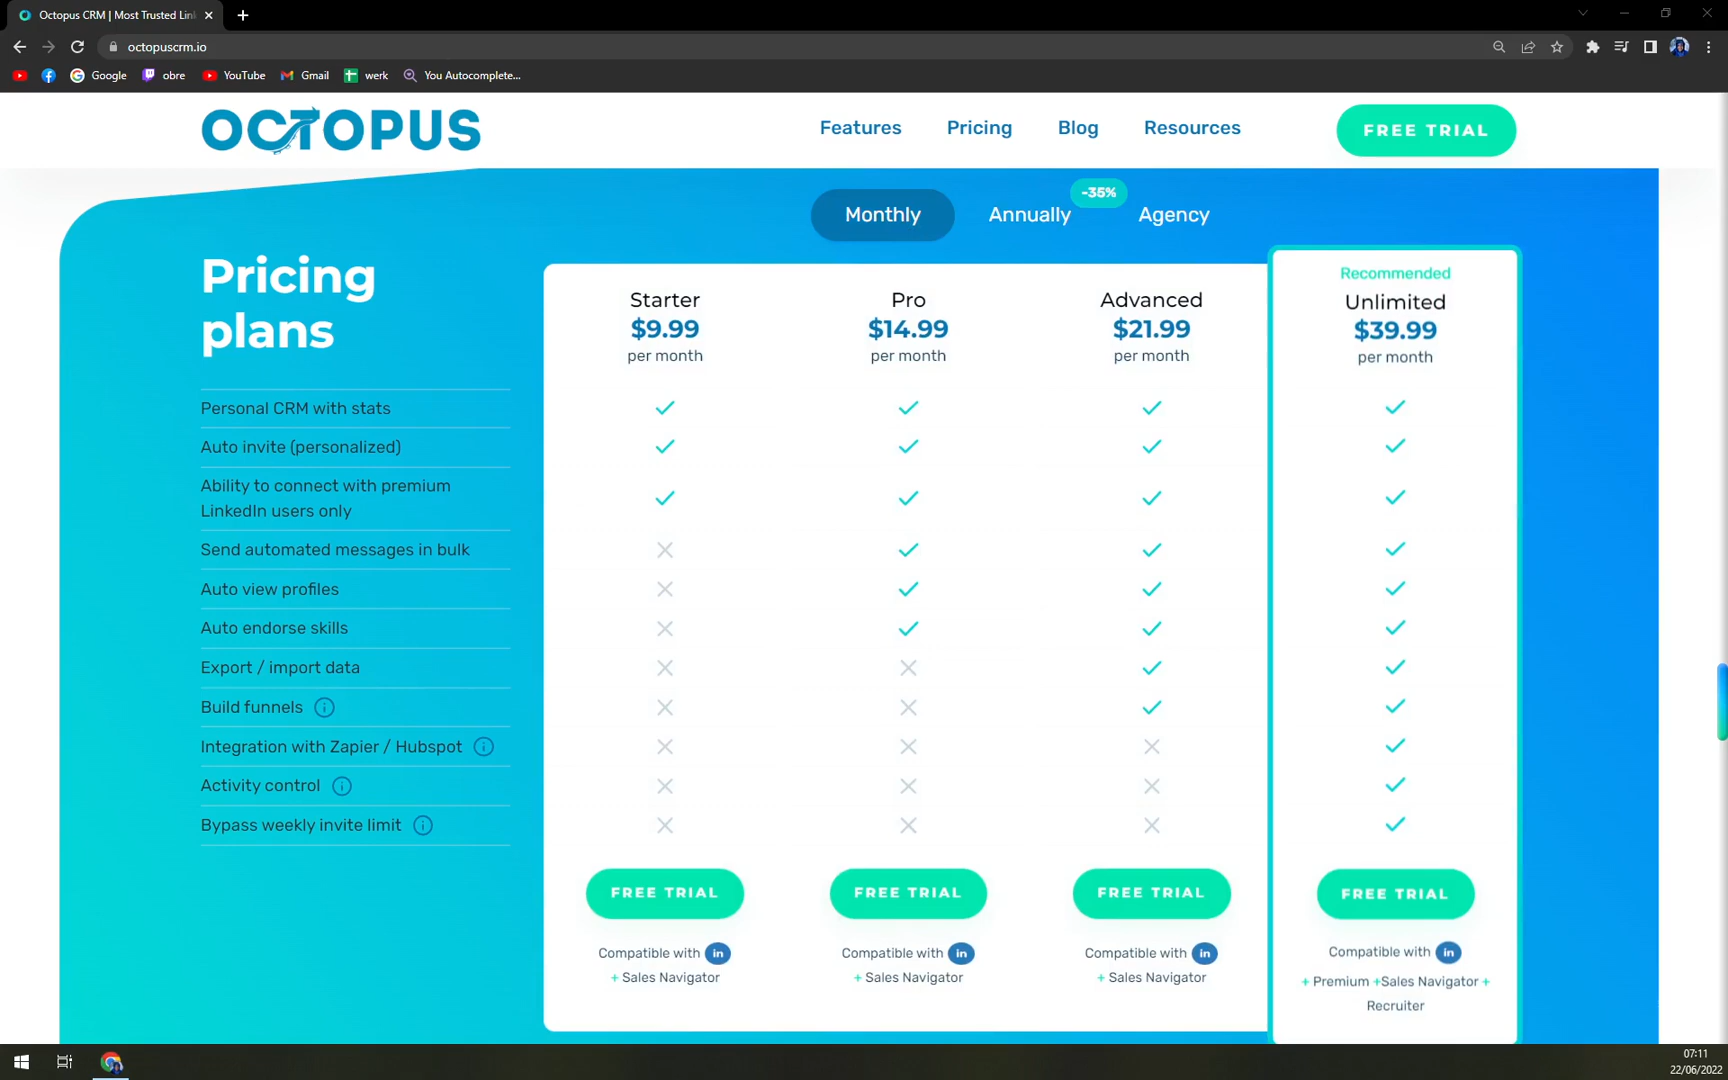 Octopus CRM | Most Trusted Lin
octopuscrm.io
Google
obre
YouTube
Gmail
werk
You Autocomplete...
OCTOPUS
Features
Pricing
Blog
Resources
FREE TRIAL
-35%
Monthly
Annually
Agency
Pricing
plans
Recommended
Starter
Pro
Advanced
Unlimited
$9.99
$14.99
$21.99
$39.99
per month
per month
per month
per month
Personal CRM with stats
Auto invite (personalized)
Ability to connect with premium
LinkedIn users only
Send automated messages in bulk
Auto view profiles
Auto endorse skills
Export / import data
Build funnels
Integration with Zapier / Hubspot
Activity control
Bypass weekly invite limit
FREE TRIAL
FREE TRIAL
FREE TRIAL
FREE TRIAL
Compatible with in
+ Sales Navigator
Compatible with in
+ Sales Navigator
Compatible with in
+ Sales Navigator
Compatible with in
+ Premium +Sales Navigator +
Recruiter
07:11
22/06/2022